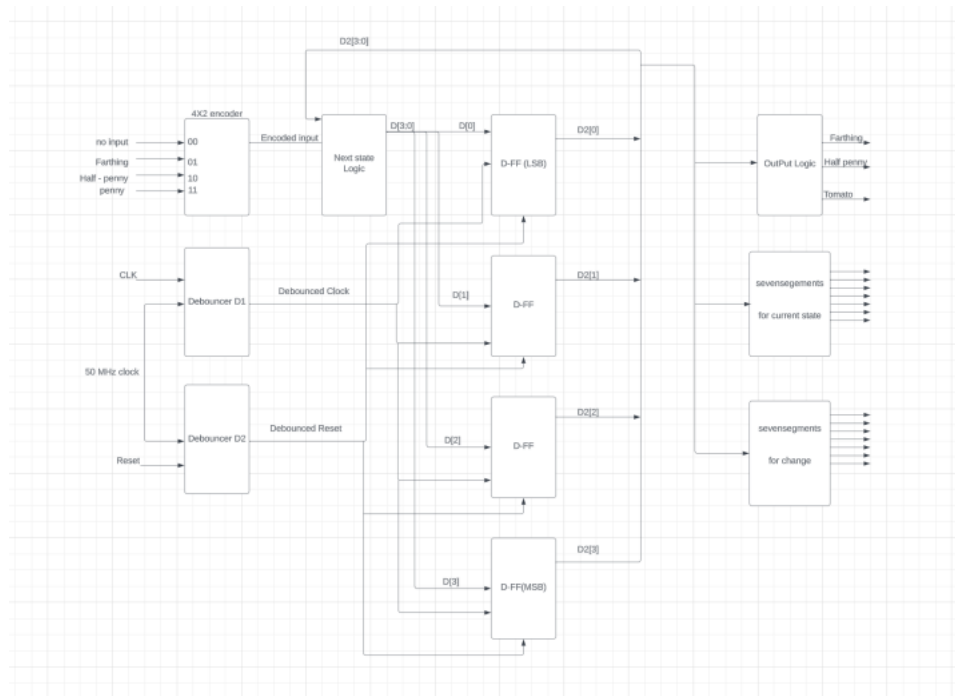 D2[3:0]
4X2 encoder
no input
00
Farthing
01
Half - penny
10
penny
11
Encoded input
Next state
Logic
D[3:0]
D[0]
D-FF (LSB)
D2[0]
OutPut Logic
Farthing
Half penny
Tomato
CLK
Debouncer D1
Debounced Clock
D[1]
D-FF
D2[1]
sevensegements
for current state
50 MHz clock
Debouncer D2
Debounced Reset
Reset
D[2]
D-FF
D2[2]
sevensegments
for change
D[3]
D-FF(MSB)
D2[3]